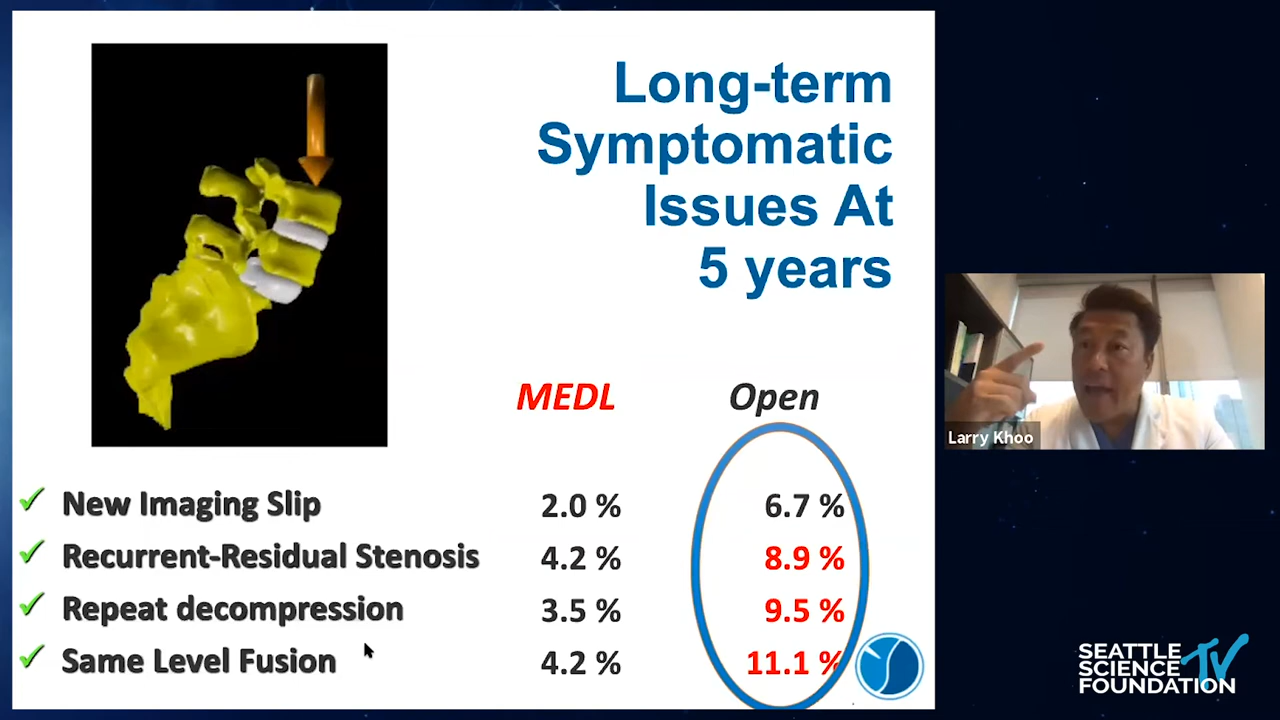 Long-term
Symptomatic
Issues At
5 years
MEDL Open
New Imaging Slip 2.0 % 6.7 %
Recurrent-Residual Stenosis 4.2 % 8.9 %
Repeat decompression 3.5 % 9.5 %
Same Level Fusion 4.2 % 11.1 %
Larry Khoo
SEATTLE
SCIENCE TV
FOUNDATION